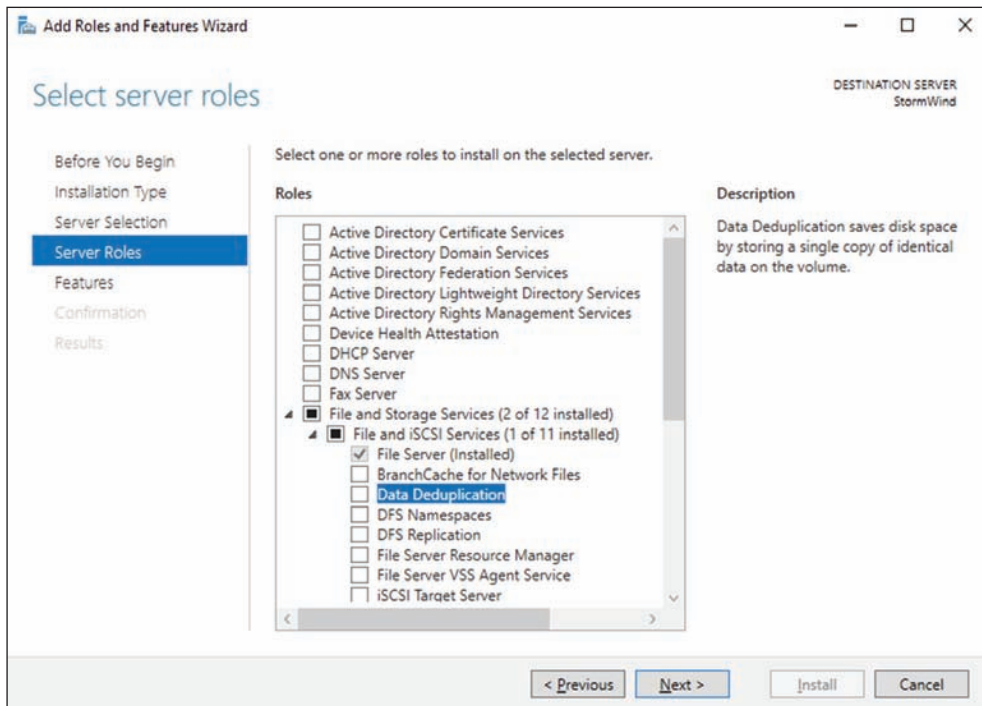 Add Roles and Features Wizard
Select server roles
DESTINATION SERVER
StormWind
Before You Begin
Installation Type
Server Selection
Server Roles
Features
Confirmation
Results
Select one or more roles to install on the selected server.
Roles
Active Directory Certificate Services
Active Directory Domain Services
Active Directory Federation Services
Active Directory Lightweight Directory Services
Active Directory Rights Management Services
Device Health Attestation
DHCP Server
DNS Server
Fax Server
File and Storage Services (2 of 12 installed)
File and iSCSI Services (1 of 11 installed)
File Server (Installed)
BranchCache for Network Files
Data Deduplication
DFS Namespaces
DFS Replication
File Server Resource Manager
File Server VSS Agent Service
iSCSI Target Server
Description
Data Deduplication saves disk space
by storing a single copy of identical
data on the volume.
< Previous
Next >
Install
Cancel